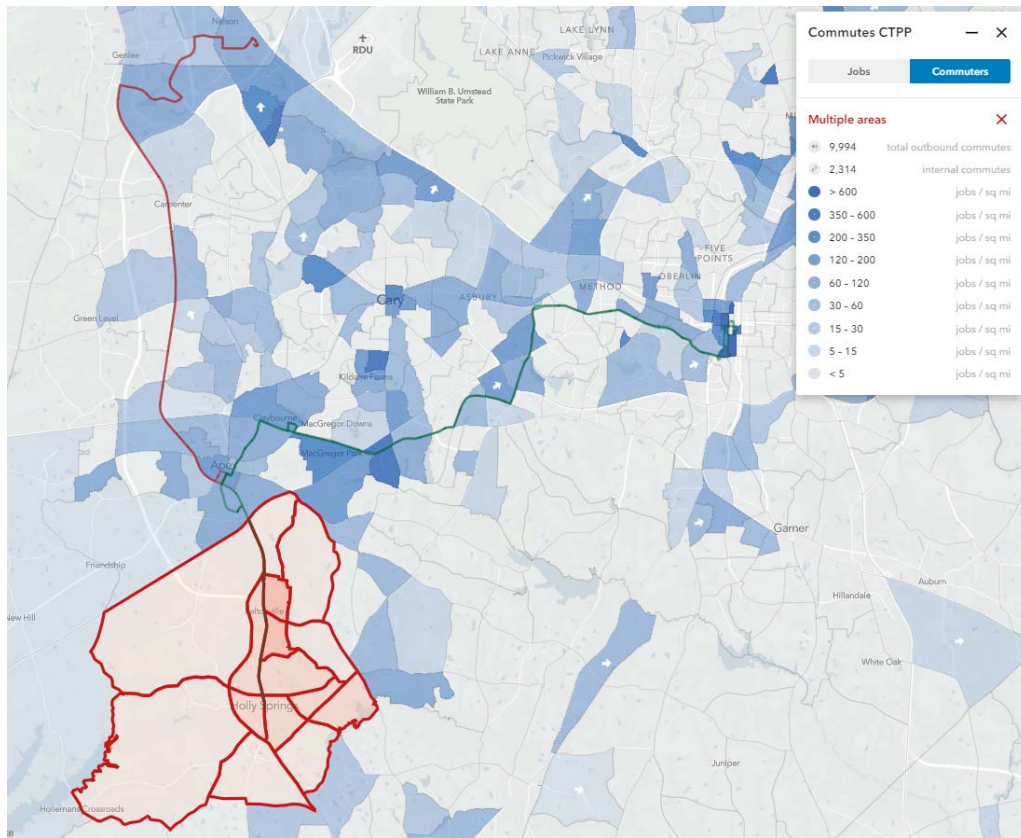 Nelson
Genlee
RDU
LAKE LYNN
LAKE ANNE
Pickwick Village
William B. Umstead
State Park
Carpenter
FIVE
POINTS
OBERLIN
METHOD
ASBURY
Cary
Green Level
Kildaire Farms
MacGregor Downs
MacGregor Park
Apex
Garner
Friendship
Auburn
Hillandale
New Hill
White Oak
Holly Springs
Juniper
Hollemans Crossroads
Commutes CTPP
Jobs
Commuters
Multiple areas
9,994 total outbound commutes
2,314 internal commutes
> 600 jobs / sq mi
350 - 600 jobs / sq mi
200 - 350 jobs / sq mi
120 - 200 jobs / sq mi
60 - 120 jobs / sq mi
30 - 60 jobs / sq mi
15 - 30 jobs / sq mi
5 - 15 jobs / sq mi
< 5 jobs / sq mi